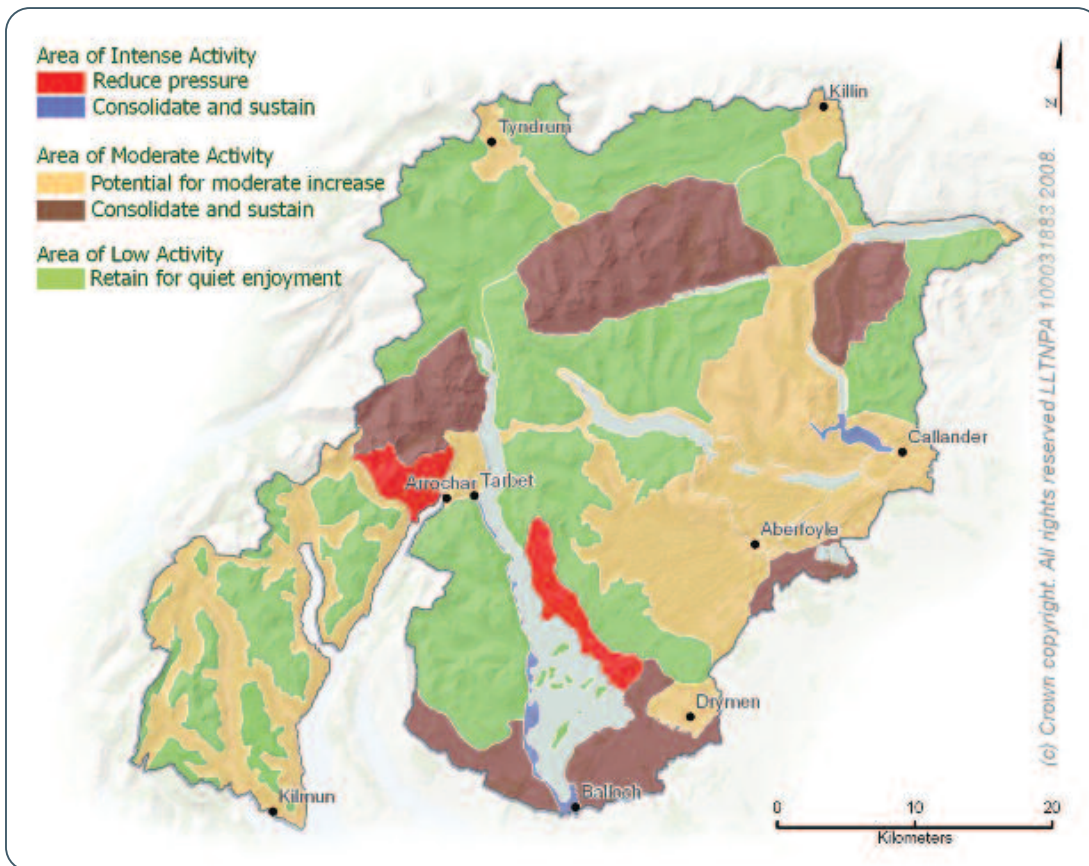 Area of Intense Activity
Reduce pressure
Consolidate and sustain
Area of Moderate Activity
Potential for moderate increase
Consolidate and sustain
Area of Low Activity
Retain for quiet enjoyment
Killin
Tyndrum
Z
Callander
Arrochar
Tarbet
Aberfoyle
Drymen
Balloch
Kilmun
0 10 20
Kilometers
(c) Crown copyright. All rights reserved LLTNPA 100031883 2008.